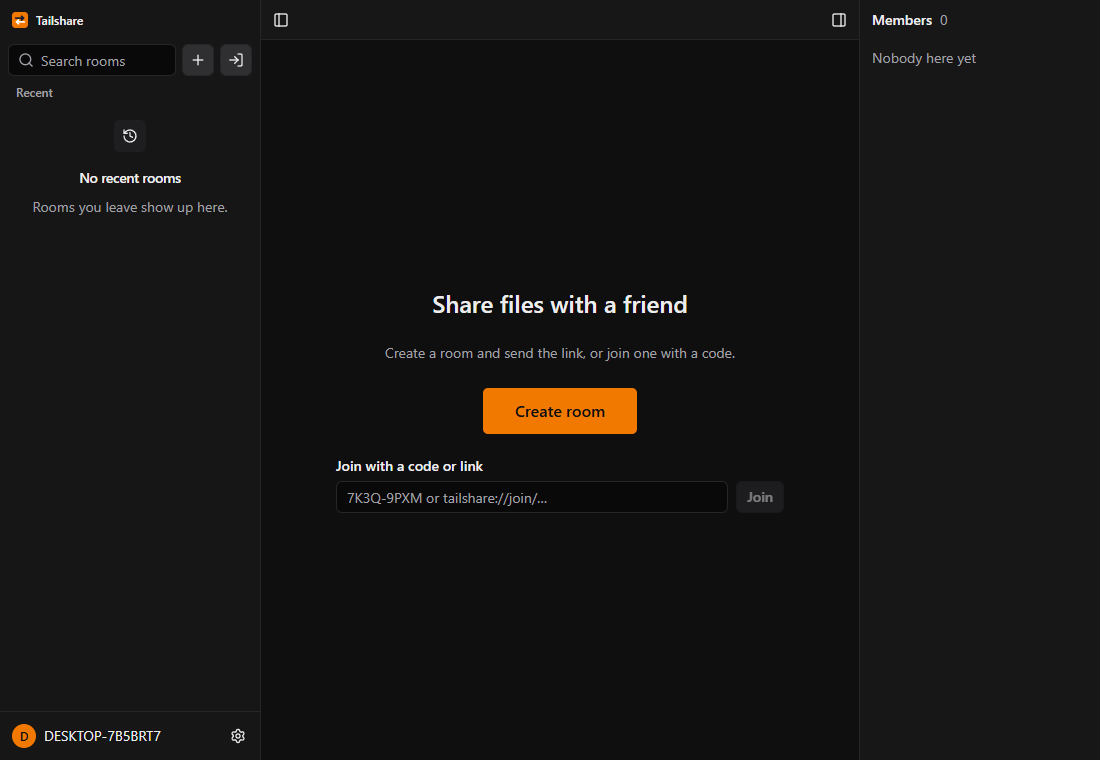 Tailshare
Search rooms
Recent
No recent rooms
Rooms you leave show up here.
Share files with a friend
Create a room and send the link, or join one with a code.
Create room
Join with a code or link
7K3Q-9PXM or tailshare://join/...
Join
Members 0
Nobody here yet
D DESKTOP-7B5BRT7